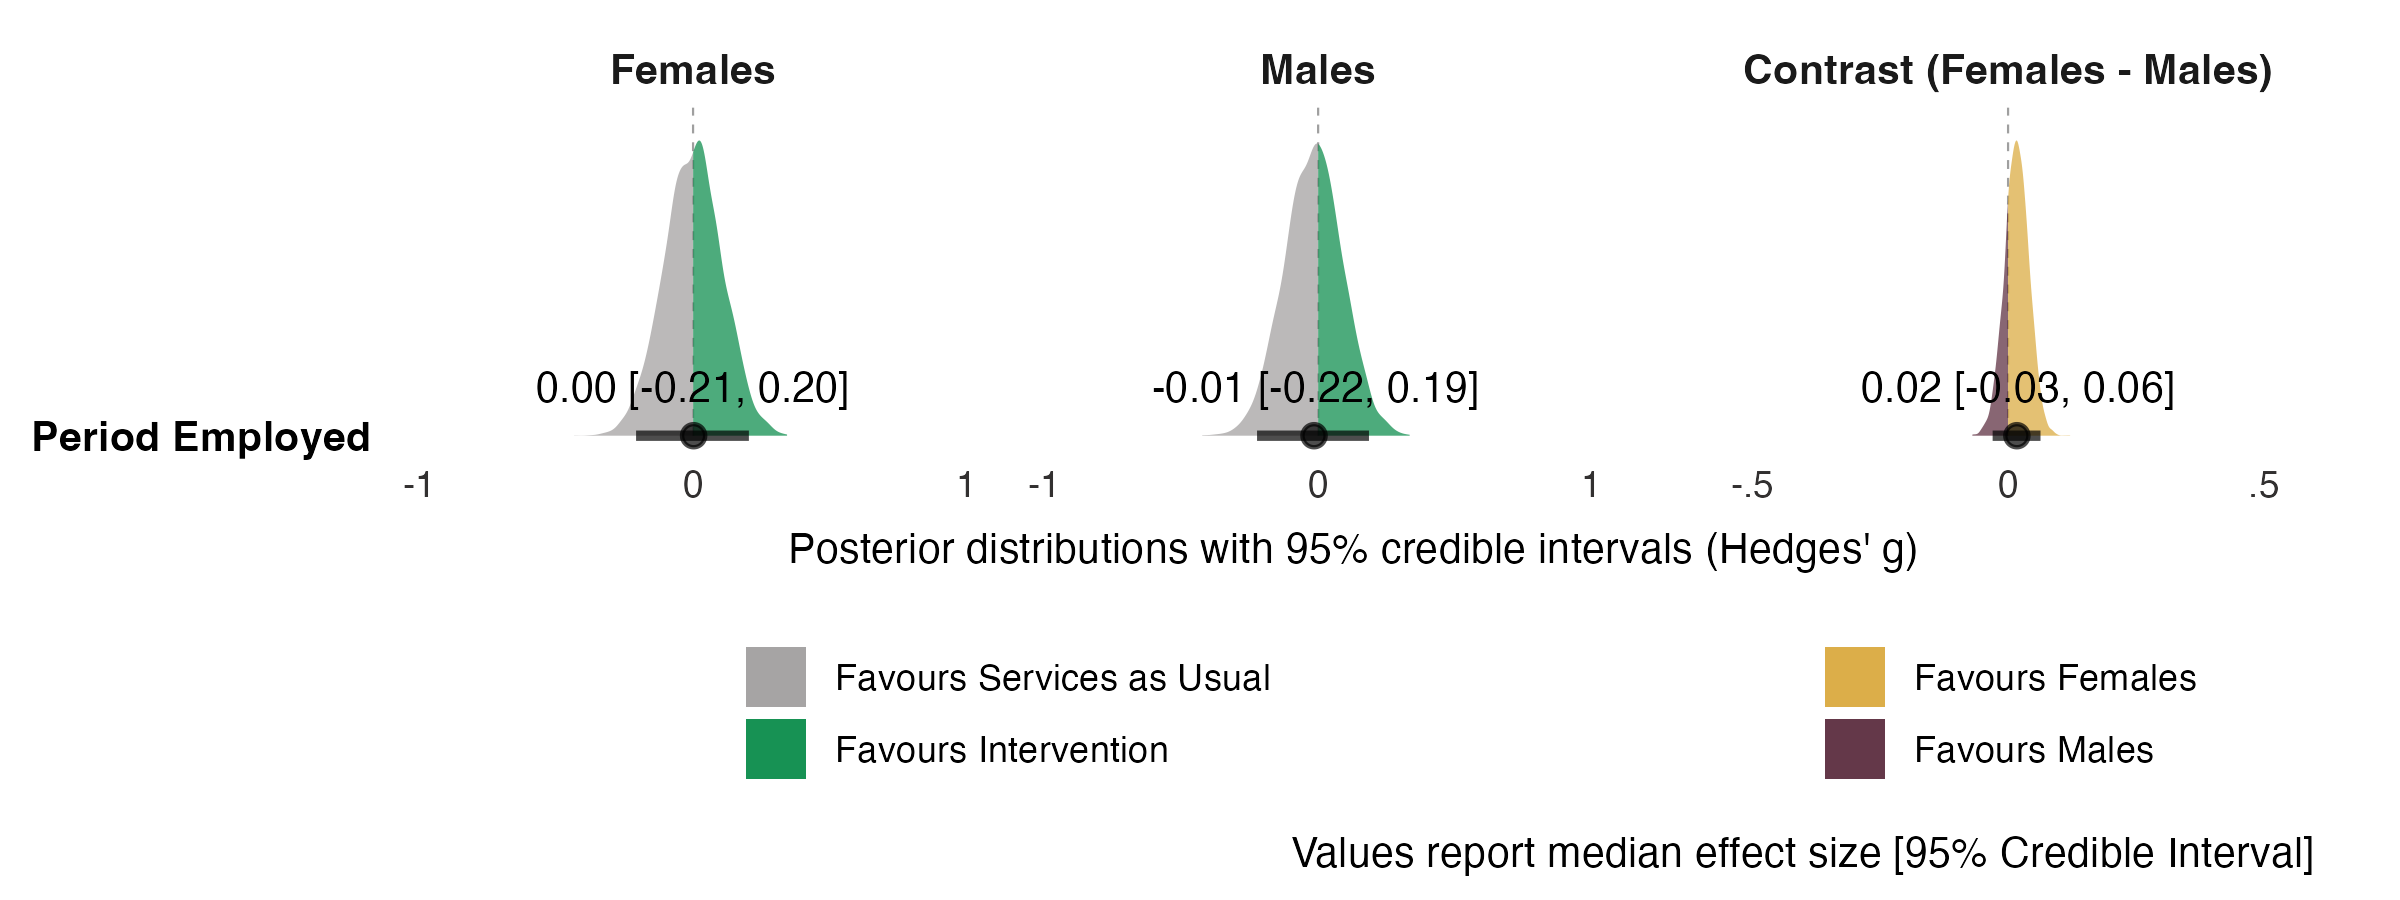 Females
Males
Contrast (Females - Males)
0.00 [-0.21, 0.20]
-0.01 [-0.22, 0.19]
0.02 [-0.03, 0.06]
Period Employed
-1 0 1 -1 0 1 -.5 0 .5
Posterior distributions with 95% credible intervals (Hedges' g)
Favours Services as Usual
Favours Intervention
Favours Females
Favours Males
Values report median effect size [95% Credible Interval]